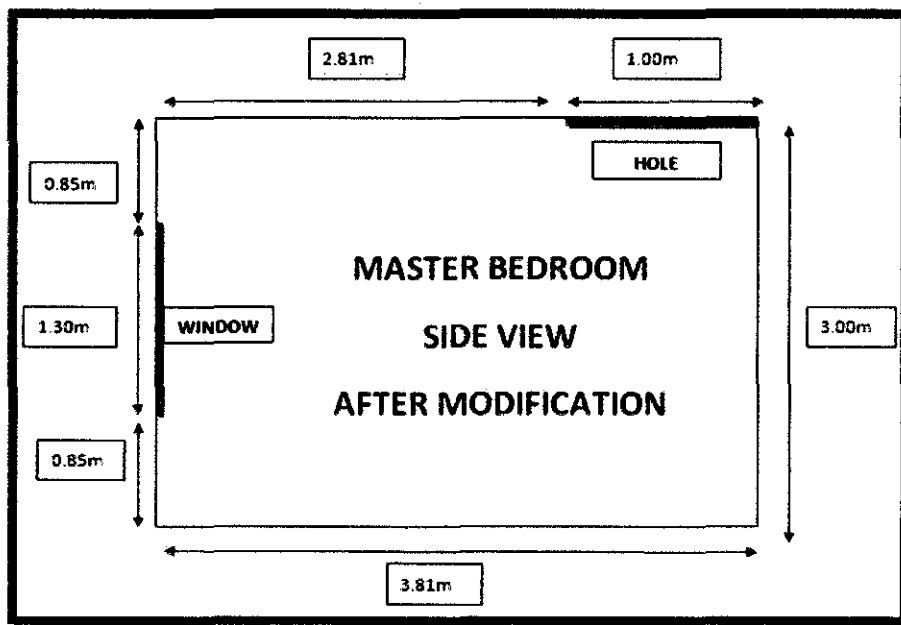 2.81m
1.00m
HOLE
0.85m
MASTER BEDROOM
1.30m
WINDOW
SIDE VIEW
3.00m
AFTER MODIFICATION
0.85m
3.81m